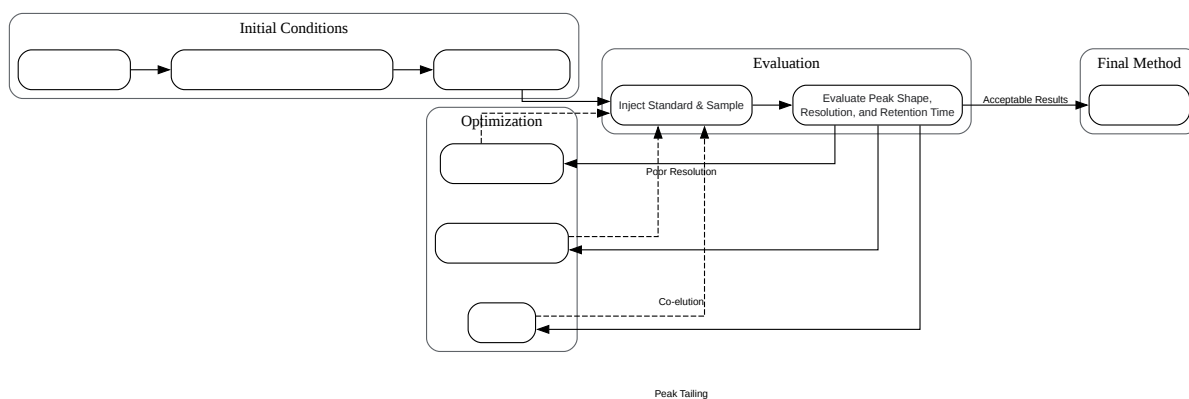 Initial Conditions
Evaluation
Final Method
Inject Standard & Sample
Evaluate Peak Shape,
Resolution, and Retention Time
Acceptable Results
Optimization
Poor Resolution
Co-elution
Peak Tailing